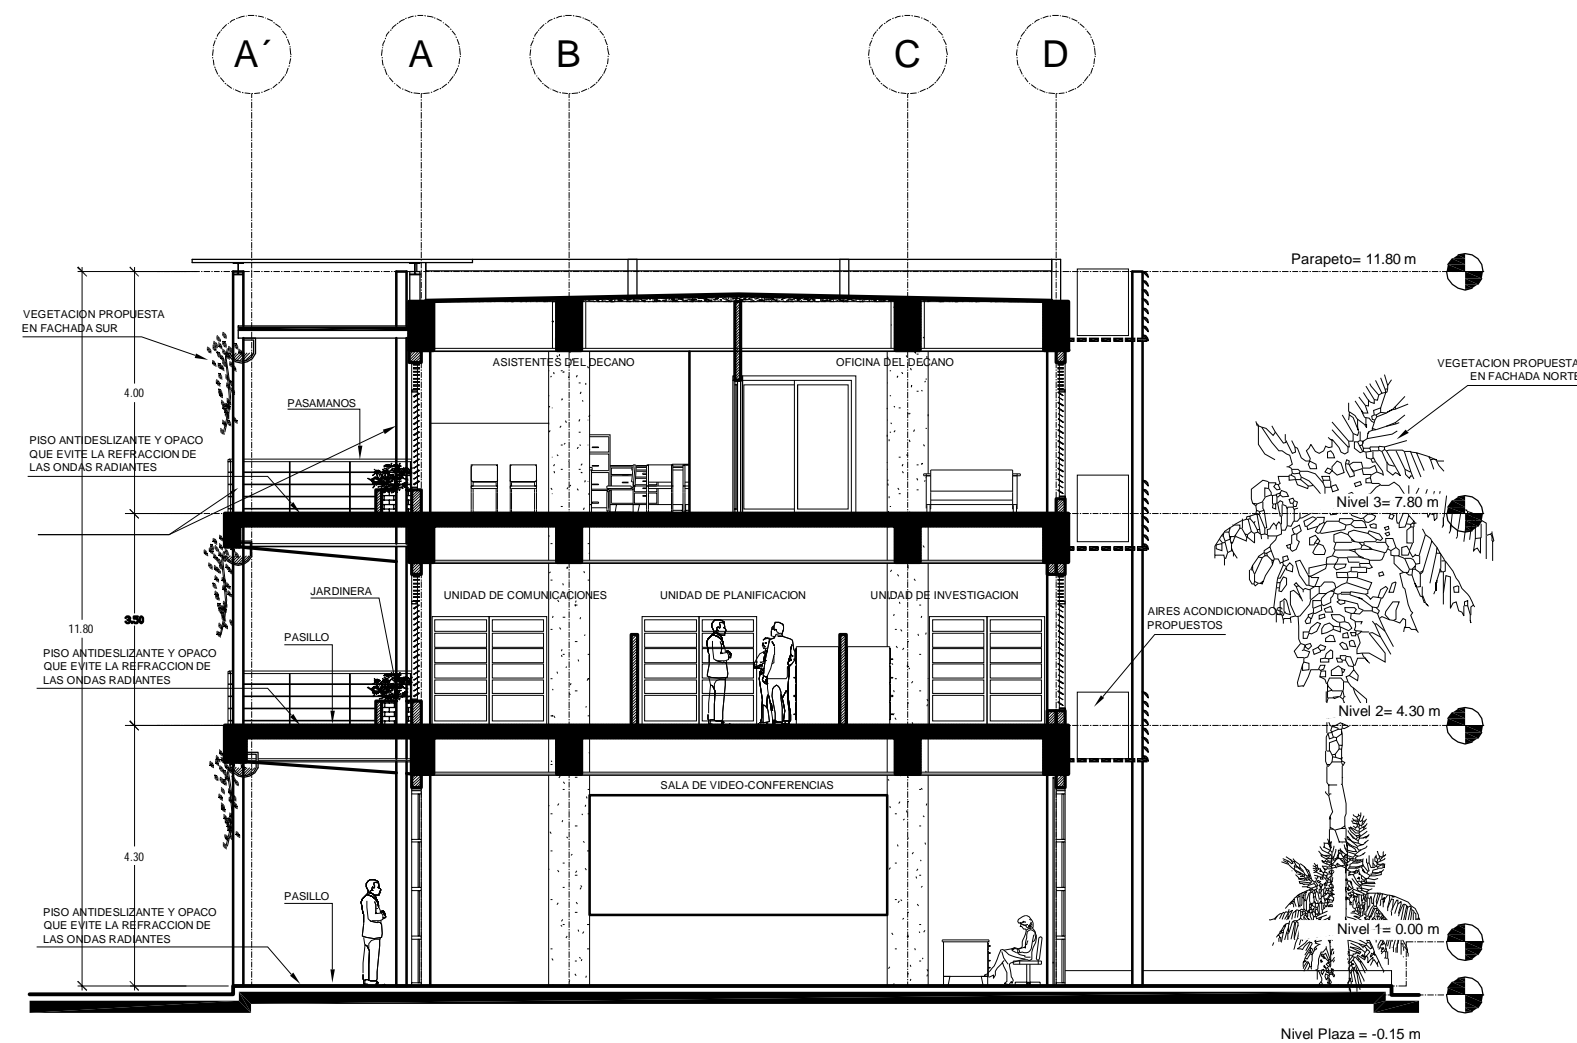 A´
A
B
C
D
Parapeto= 11.80 m
VEGETACION PROPUESTA
EN FACHADA SUR
ASISTENTES DEL DECANO
OFICINA DEL DECANO
VEGETACION PROPUESTA
EN FACHADA NORTE
4.00
PASAMANOS
PISO ANTIDESLIZANTE Y OPACO
QUE EVITE LA REFRACCION DE
LAS ONDAS RADIANTES
Nivel 3= 7.80 m
JARDINERA
UNIDAD DE COMUNICACIONES
UNIDAD DE PLANIFICACION
UNIDAD DE INVESTIGACION
AIRES ACONDICIONADOS
PROPUESTOS
3.50
11.80
PASILLO
PISO ANTIDESLIZANTE Y OPACO
QUE EVITE LA REFRACCION DE
LAS ONDAS RADIANTES
Nivel 2= 4.30 m
SALA DE VIDEO-CONFERENCIAS
4.30
PASILLO
PISO ANTIDESLIZANTE Y OPACO
QUE EVITE LA REFRACCION DE
LAS ONDAS RADIANTES
Nivel 1= 0.00 m
Nivel Plaza = -0.15 m